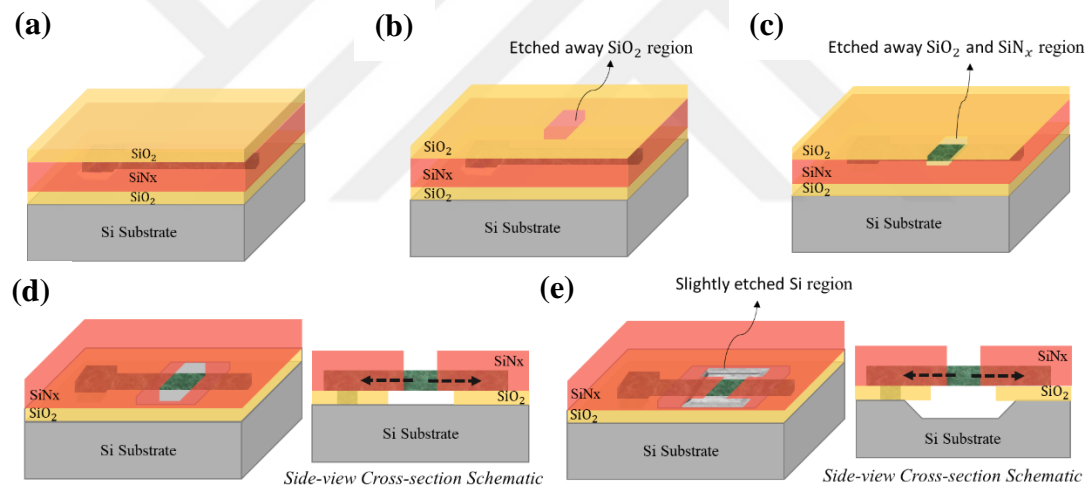 (a)
SiO₂
SiNx
SiO₂
Si Substrate
(b)
Etched away SiO₂ region
SiO₂
SiNx
SiO₂
Si Substrate
(c)
Etched away SiO₂ and SiNₓ region
SiO₂
SiNx
SiO₂
Si Substrate
(d)
SiNx
SiO₂
Si Substrate
SiNx
SiO₂
Si Substrate
Side-view Cross-section Schematic
(e)
Slightly etched Si region
SiNx
SiO₂
Si Substrate
SiNx
SiO₂
Si Substrate
Side-view Cross-section Schematic